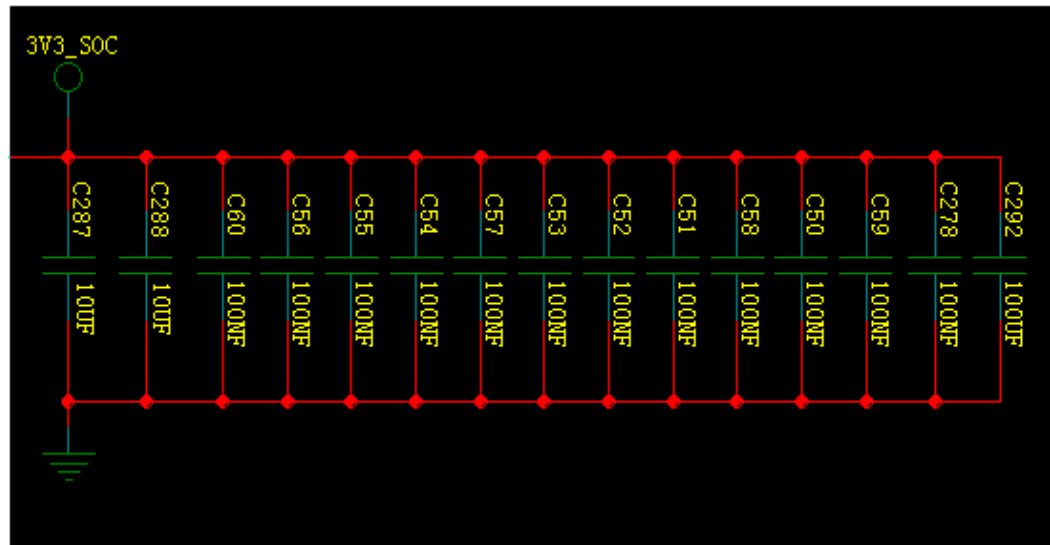 3V3_SOC
C287
10UF
C288
10UF
C60
100NF
C56
100NF
C55
100NF
C54
100NF
C57
100NF
C53
100NF
C52
100NF
C51
100NF
C58
100NF
C50
100NF
C59
100NF
C278
100NF
C292
100UF